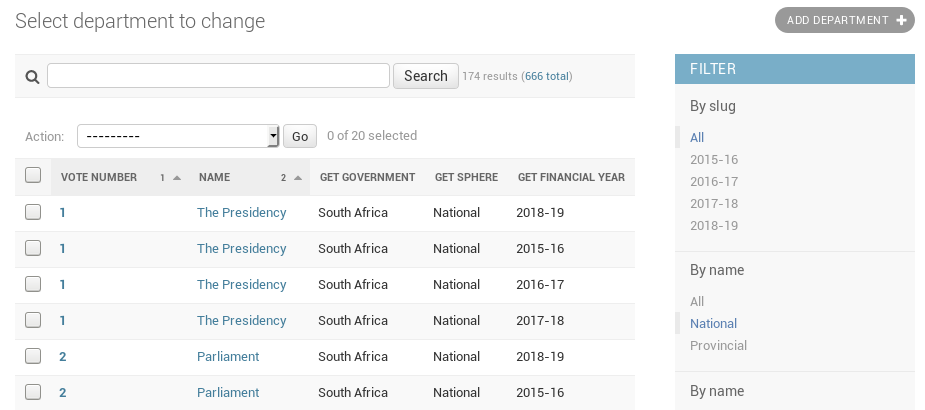 Select department to change
ADD DEPARTMENT +
Search 174 results (666 total)
Action: --------- Go 0 of 20 selected
VOTE NUMBER 1 NAME 2 GET GOVERNMENT GET SPHERE GET FINANCIAL YEAR
1 The Presidency South Africa National 2018-19
1 The Presidency South Africa National 2015-16
1 The Presidency South Africa National 2016-17
1 The Presidency South Africa National 2017-18
2 Parliament South Africa National 2018-19
2 Parliament South Africa National 2015-16
FILTER
By slug
All
2015-16
2016-17
2017-18
2018-19
By name
All
National
Provincial
By name